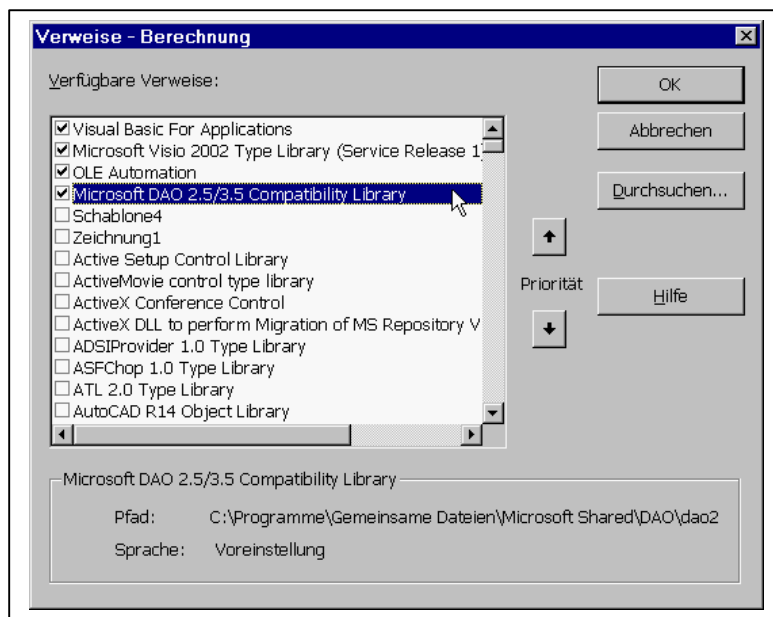 Verweise - Berechnung
Verfügbare Verweise:
Visual Basic For Applications
Microsoft Visio 2002 Type Library (Service Release 1)
OLE Automation
Microsoft DAO 2.5/3.5 Compatibility Library
Schablone4
Zeichnung1
Active Setup Control Library
ActiveMovie control type library
ActiveX Conference Control
ActiveX DLL to perform Migration of MS Repository V
ADSIProvider 1.0 Type Library
ASFChop 1.0 Type Library
ATL 2.0 Type Library
AutoCAD R14 Object Library
OK
Abbrechen
Durchsuchen...
Priorität
Hilfe
Microsoft DAO 2.5/3.5 Compatibility Library
Pfad: C:\Programme\Gemeinsame Dateien\Microsoft Shared\DAO\dao2
Sprache: Voreinstellung